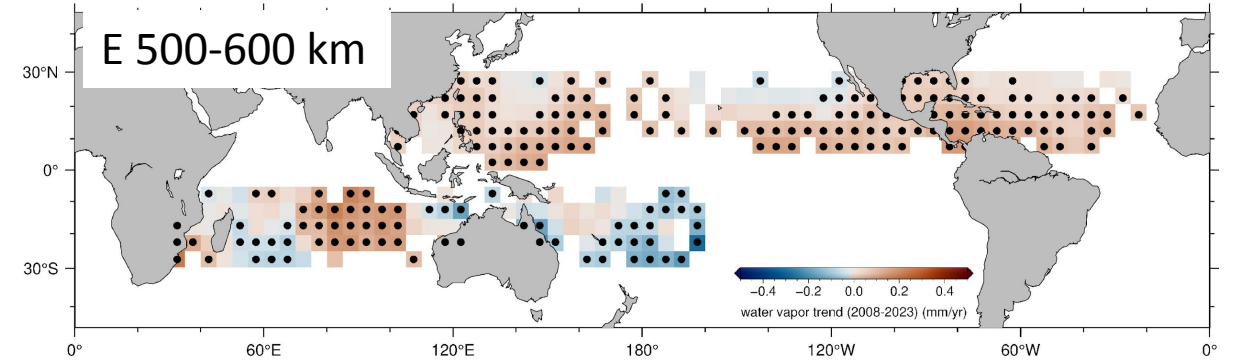 E 500-600 km
30°N
0°
30°S
−0.4 −0.2 0.0 0.2 0.4
water vapor trend (2008-2023) (mm/yr)
0° 60°E 120°E 180° 120°W 60°W 0°